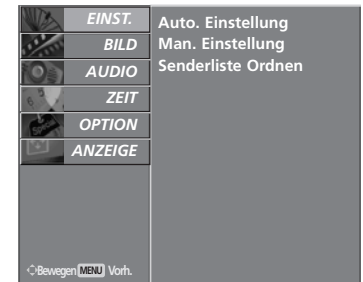 EINST.
BILD
AUDIO
ZEIT
OPTION
ANZEIGE
Auto. Einstellung
Man. Einstellung
Senderliste Ordnen
Bewegen MENU Vorh.